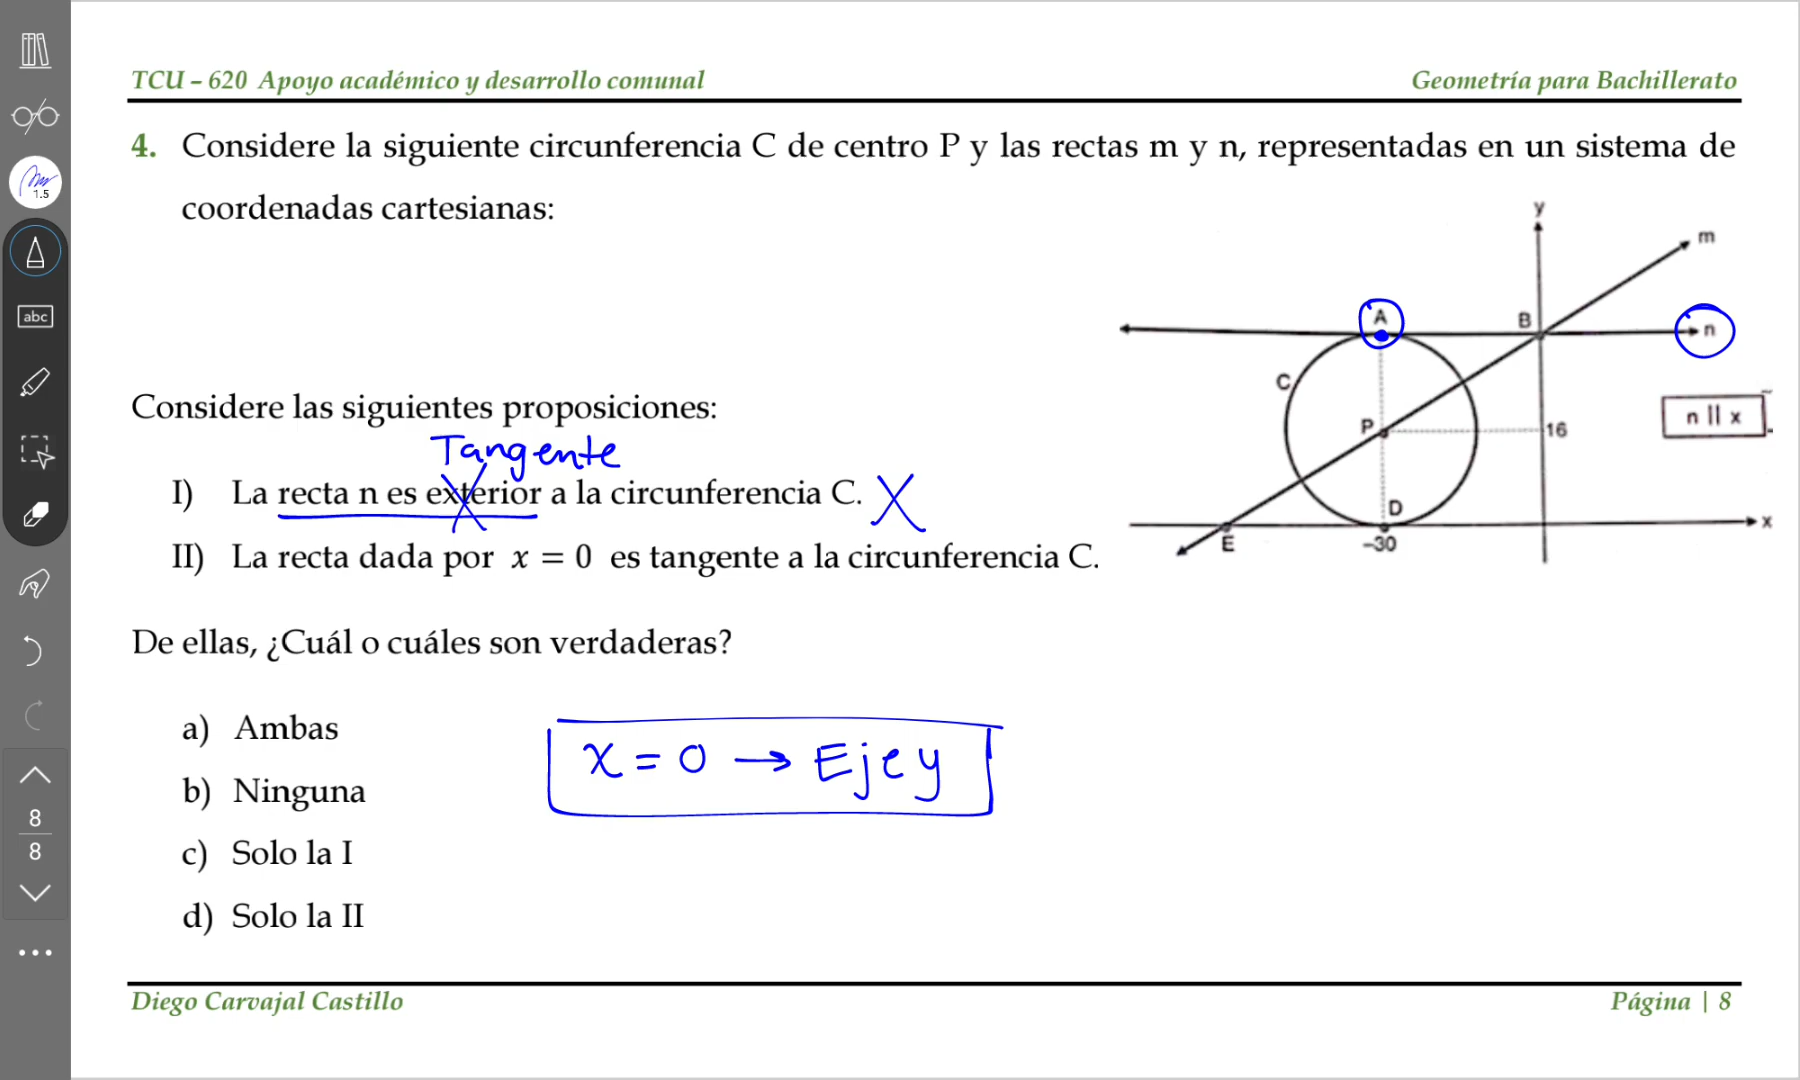 TCU – 620 Apoyo académico y desarrollo comunal
Geometría para Bachillerato
4. Considere la siguiente circunferencia C de centro P y las rectas m y n, representadas en un sistema de
coordenadas cartesianas:
y
m
A
B
n
C
n || x
P
16
D
x
E
-30
Considere las siguientes proposiciones:
Tangente
I) La recta n es exterior a la circunferencia C. X
II) La recta dada por x = 0 es tangente a la circunferencia C.
De ellas, ¿Cuál o cuáles son verdaderas?
a) Ambas
b) Ninguna
c) Solo la I
d) Solo la II
x = 0 → Eje y
Diego Carvajal Castillo
Página | 8
1.5
abc
8
8